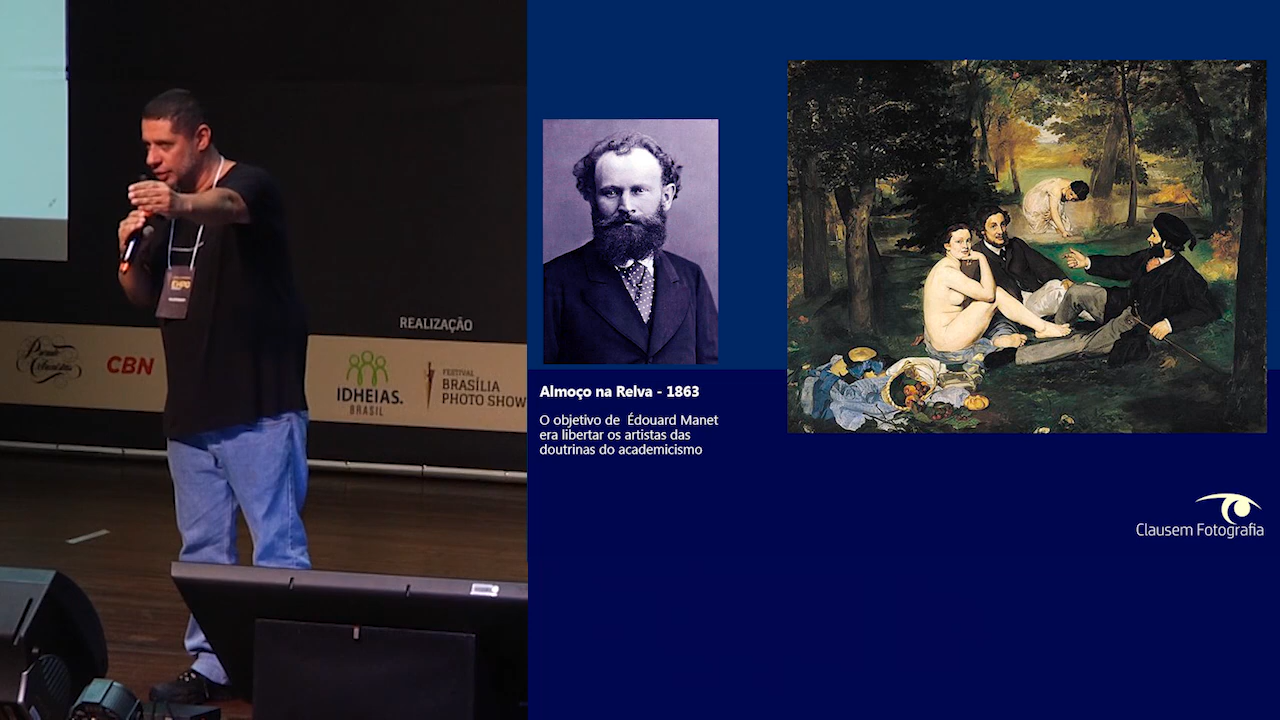 EXPO
REALIZAÇÃO
CBN
IDHEIAS.
BRASIL
FESTIVAL
BRASÍLIA
PHOTO SHOW
Almoço na Relva - 1863
O objetivo de Édouard Manet
era libertar os artistas das
doutrinas do academicismo
Clausem Fotografia